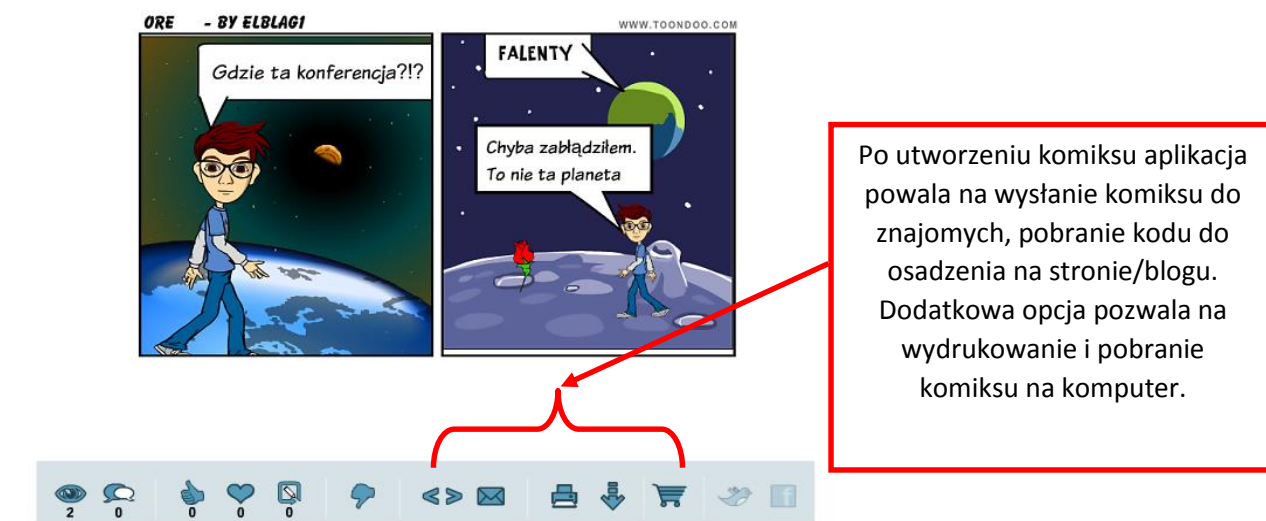 ORE - BY ELBLAG1
WWW.TOONDOO.COM
Gdzie ta konferencja?!?
FALENTY
Chyba zabłądziłem.
To nie ta planeta
Po utworzeniu komiksu aplikacja
powala na wysłanie komiksu do
znajomych, pobranie kodu do
osadzenia na stronie/blogu.
Dodatkowa opcja pozwala na
wydrukowanie i pobranie
komiksu na komputer.
2 0 0 0 0